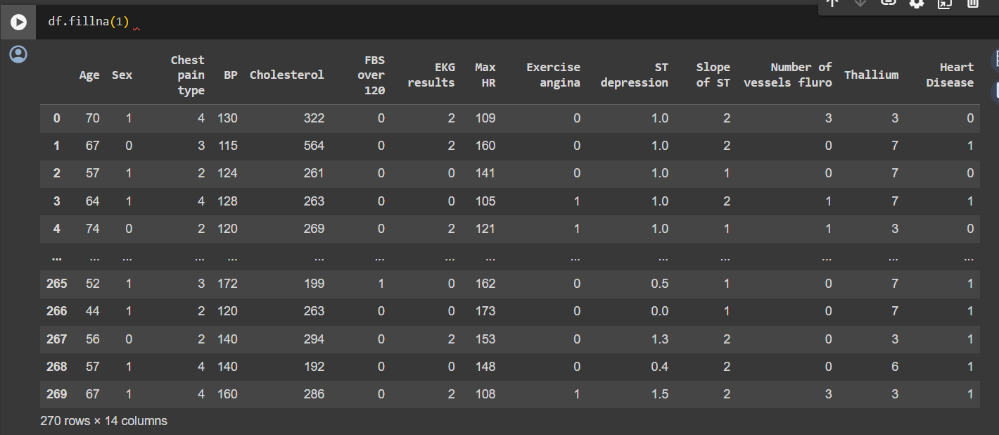 df.fillna(1)
Age Sex Chest pain type BP Cholesterol FBS over 120 EKG results Max HR Exercise angina ST depression Slope of ST Number of vessels fluro Thallium Heart Disease
0 70 1 4 130 322 0 2 109 0 1.0 2 3 3 0
1 67 0 3 115 564 0 2 160 0 1.0 2 0 7 1
2 57 1 2 124 261 0 0 141 0 1.0 1 0 7 0
3 64 1 4 128 263 0 0 105 1 1.0 2 1 7 1
4 74 0 2 120 269 0 2 121 1 1.0 1 1 3 0
... ... ... ... ... ... ... ... ... ... ... ... ... ... ...
265 52 1 3 172 199 1 0 162 0 0.5 1 0 7 1
266 44 1 2 120 263 0 0 173 0 0.0 1 0 7 1
267 56 0 2 140 294 0 2 153 0 1.3 2 0 3 1
268 57 1 4 140 192 0 0 148 0 0.4 2 0 6 1
269 67 1 4 160 286 0 2 108 1 1.5 2 3 3 1
270 rows × 14 columns